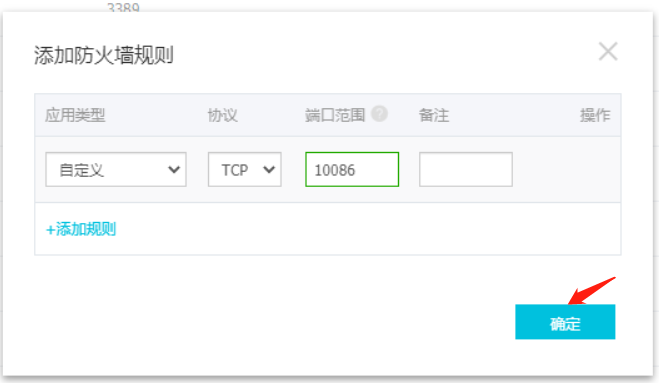 3389
添加防火墙规则
应用类型 协议 端口范围 ? 备注 操作
自定义 TCP 10086
+添加规则
确定